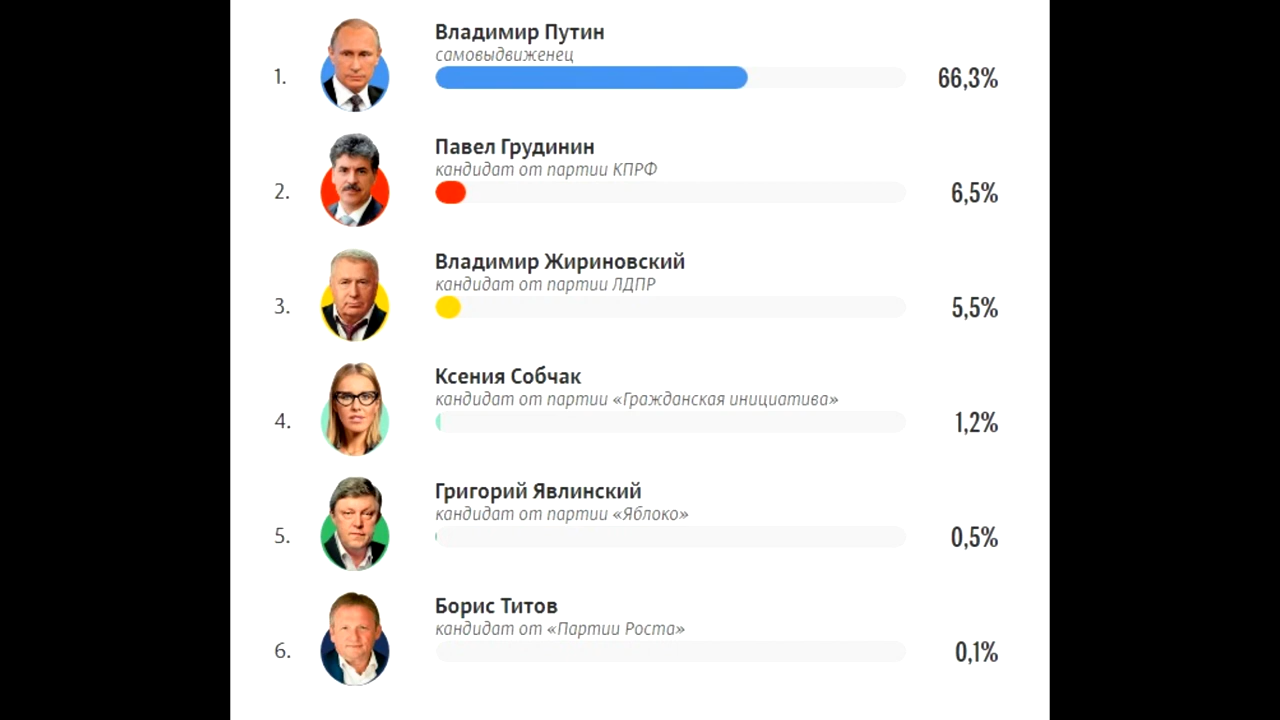 Владимир Путин
самовыдвиженец
1.
66,3%
Павел Грудинин
кандидат от партии КПРФ
2.
6,5%
Владимир Жириновский
кандидат от партии ЛДПР
3.
5,5%
Ксения Собчак
кандидат от партии «Гражданская инициатива»
4.
1,2%
Григорий Явлинский
кандидат от партии «Яблоко»
5.
0,5%
Борис Титов
кандидат от «Партии Роста»
6.
0,1%